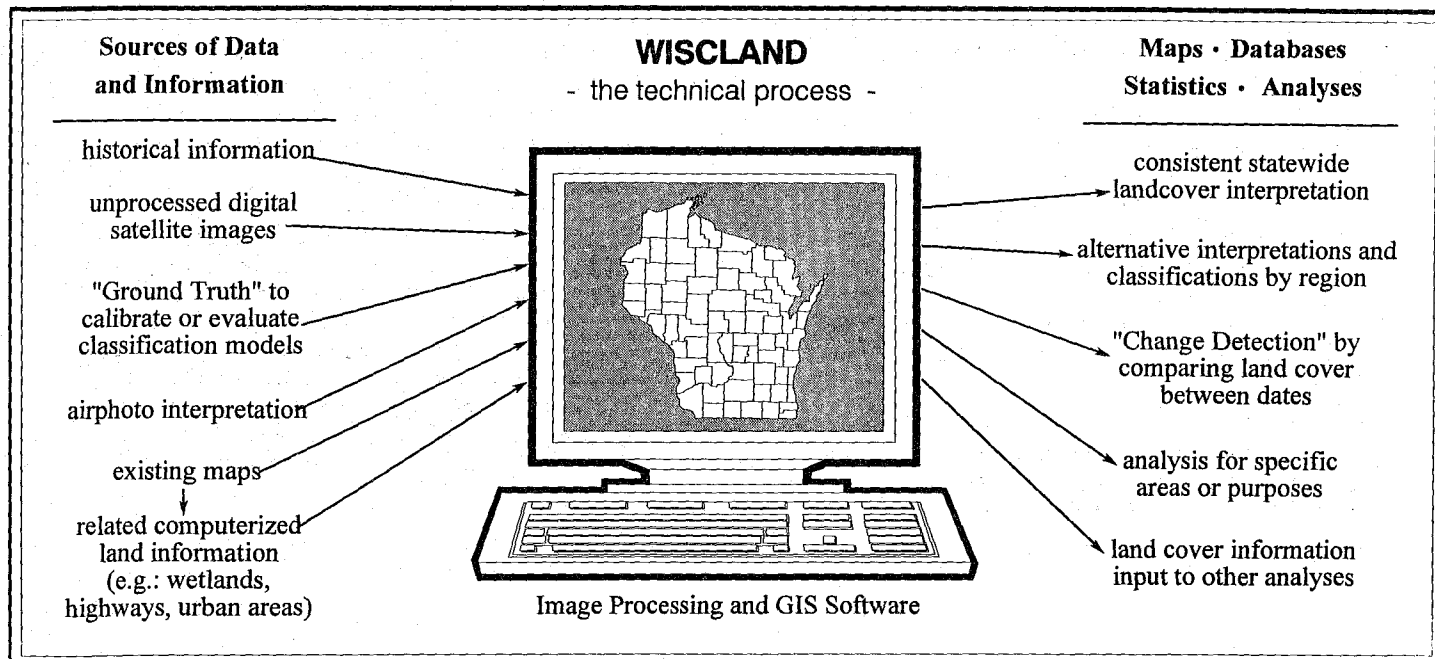 Sources of Data
and Information
historical information
unprocessed digital
satellite images
"Ground Truth" to
calibrate or evaluate
classification models
airphoto interpretation
existing maps
related computerized
land information
(e.g.: wetlands,
highways, urban areas)
WISCLAND
- the technical process -
Image Processing and GIS Software
Maps · Databases
Statistics · Analyses
consistent statewide
landcover interpretation
alternative interpretations and
classifications by region
"Change Detection" by
comparing land cover
between dates
analysis for specific
areas or purposes
land cover information
input to other analyses